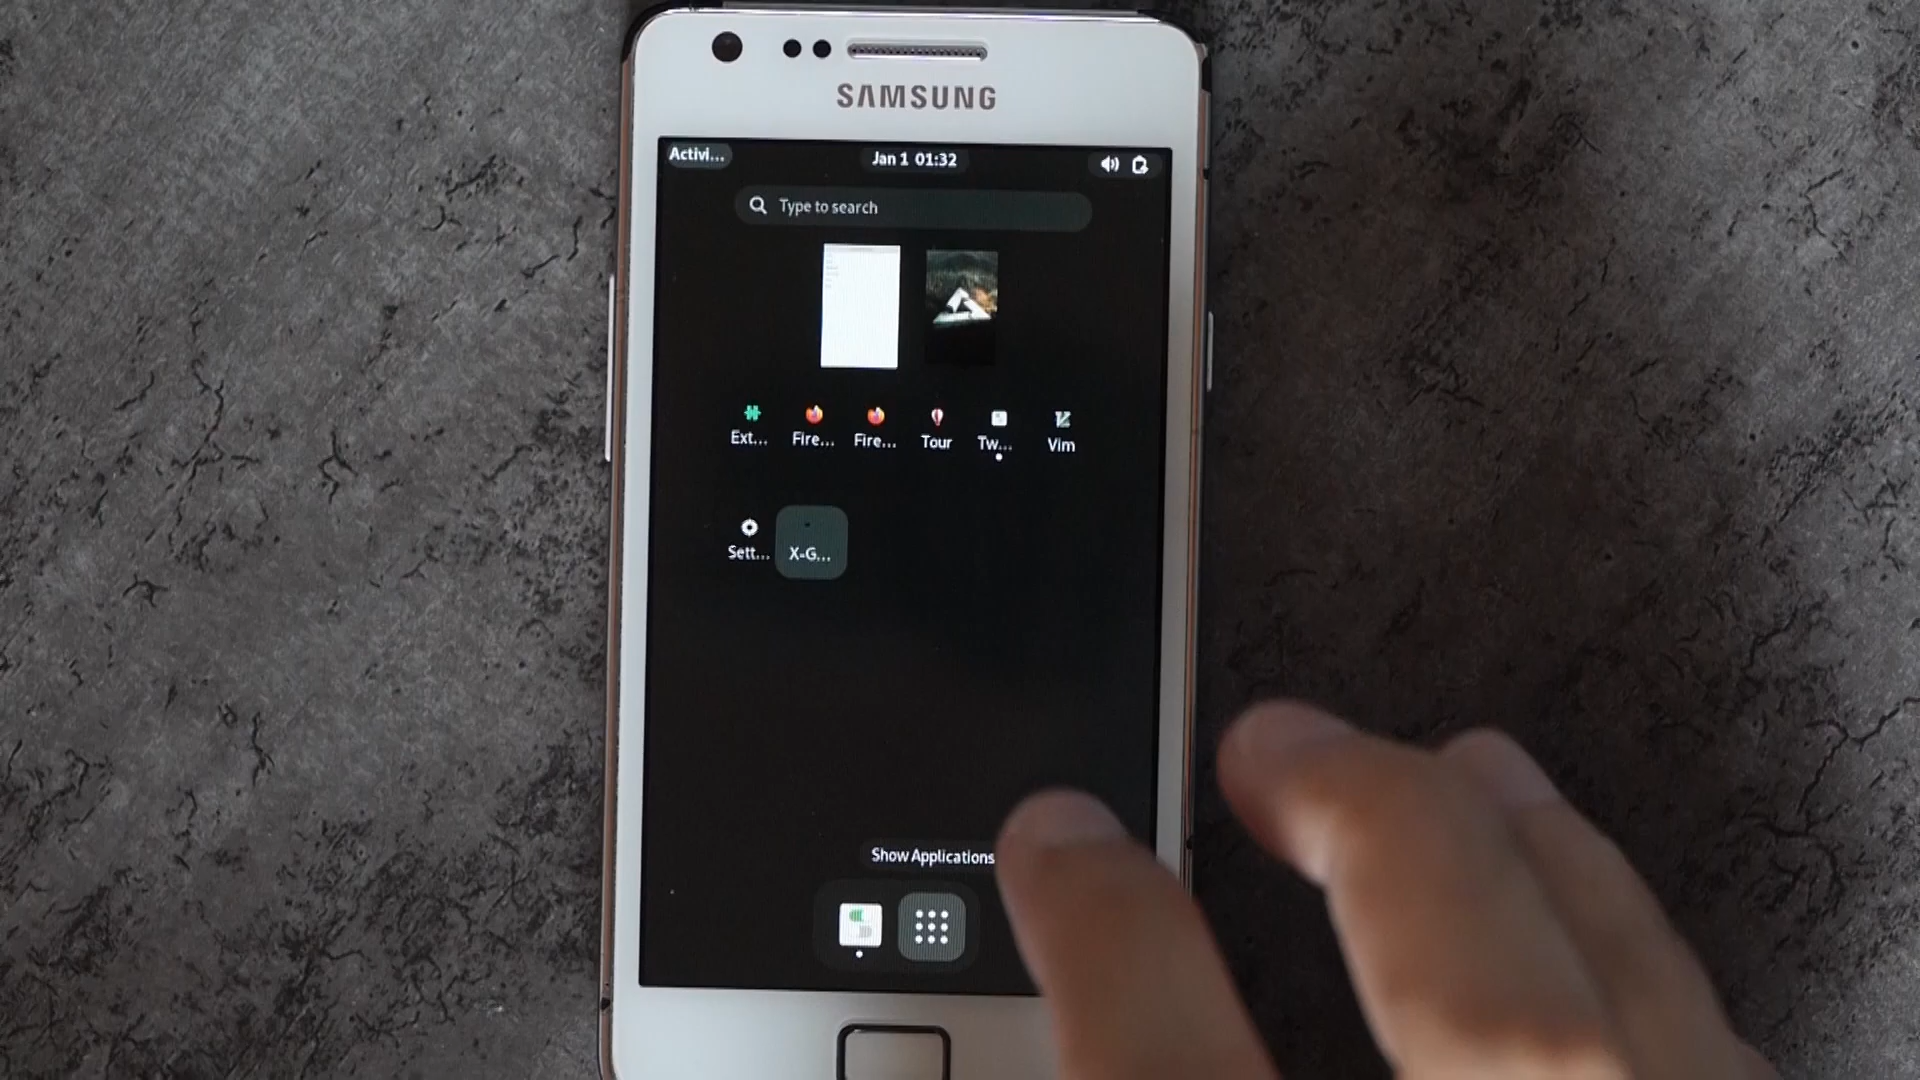 SAMSUNG
Activi...
Jan 1 01:32
Type to search
Ext...
Fire...
Fire...
Tour
Tw...
Vim
Sett...
X-G...
Show Applications